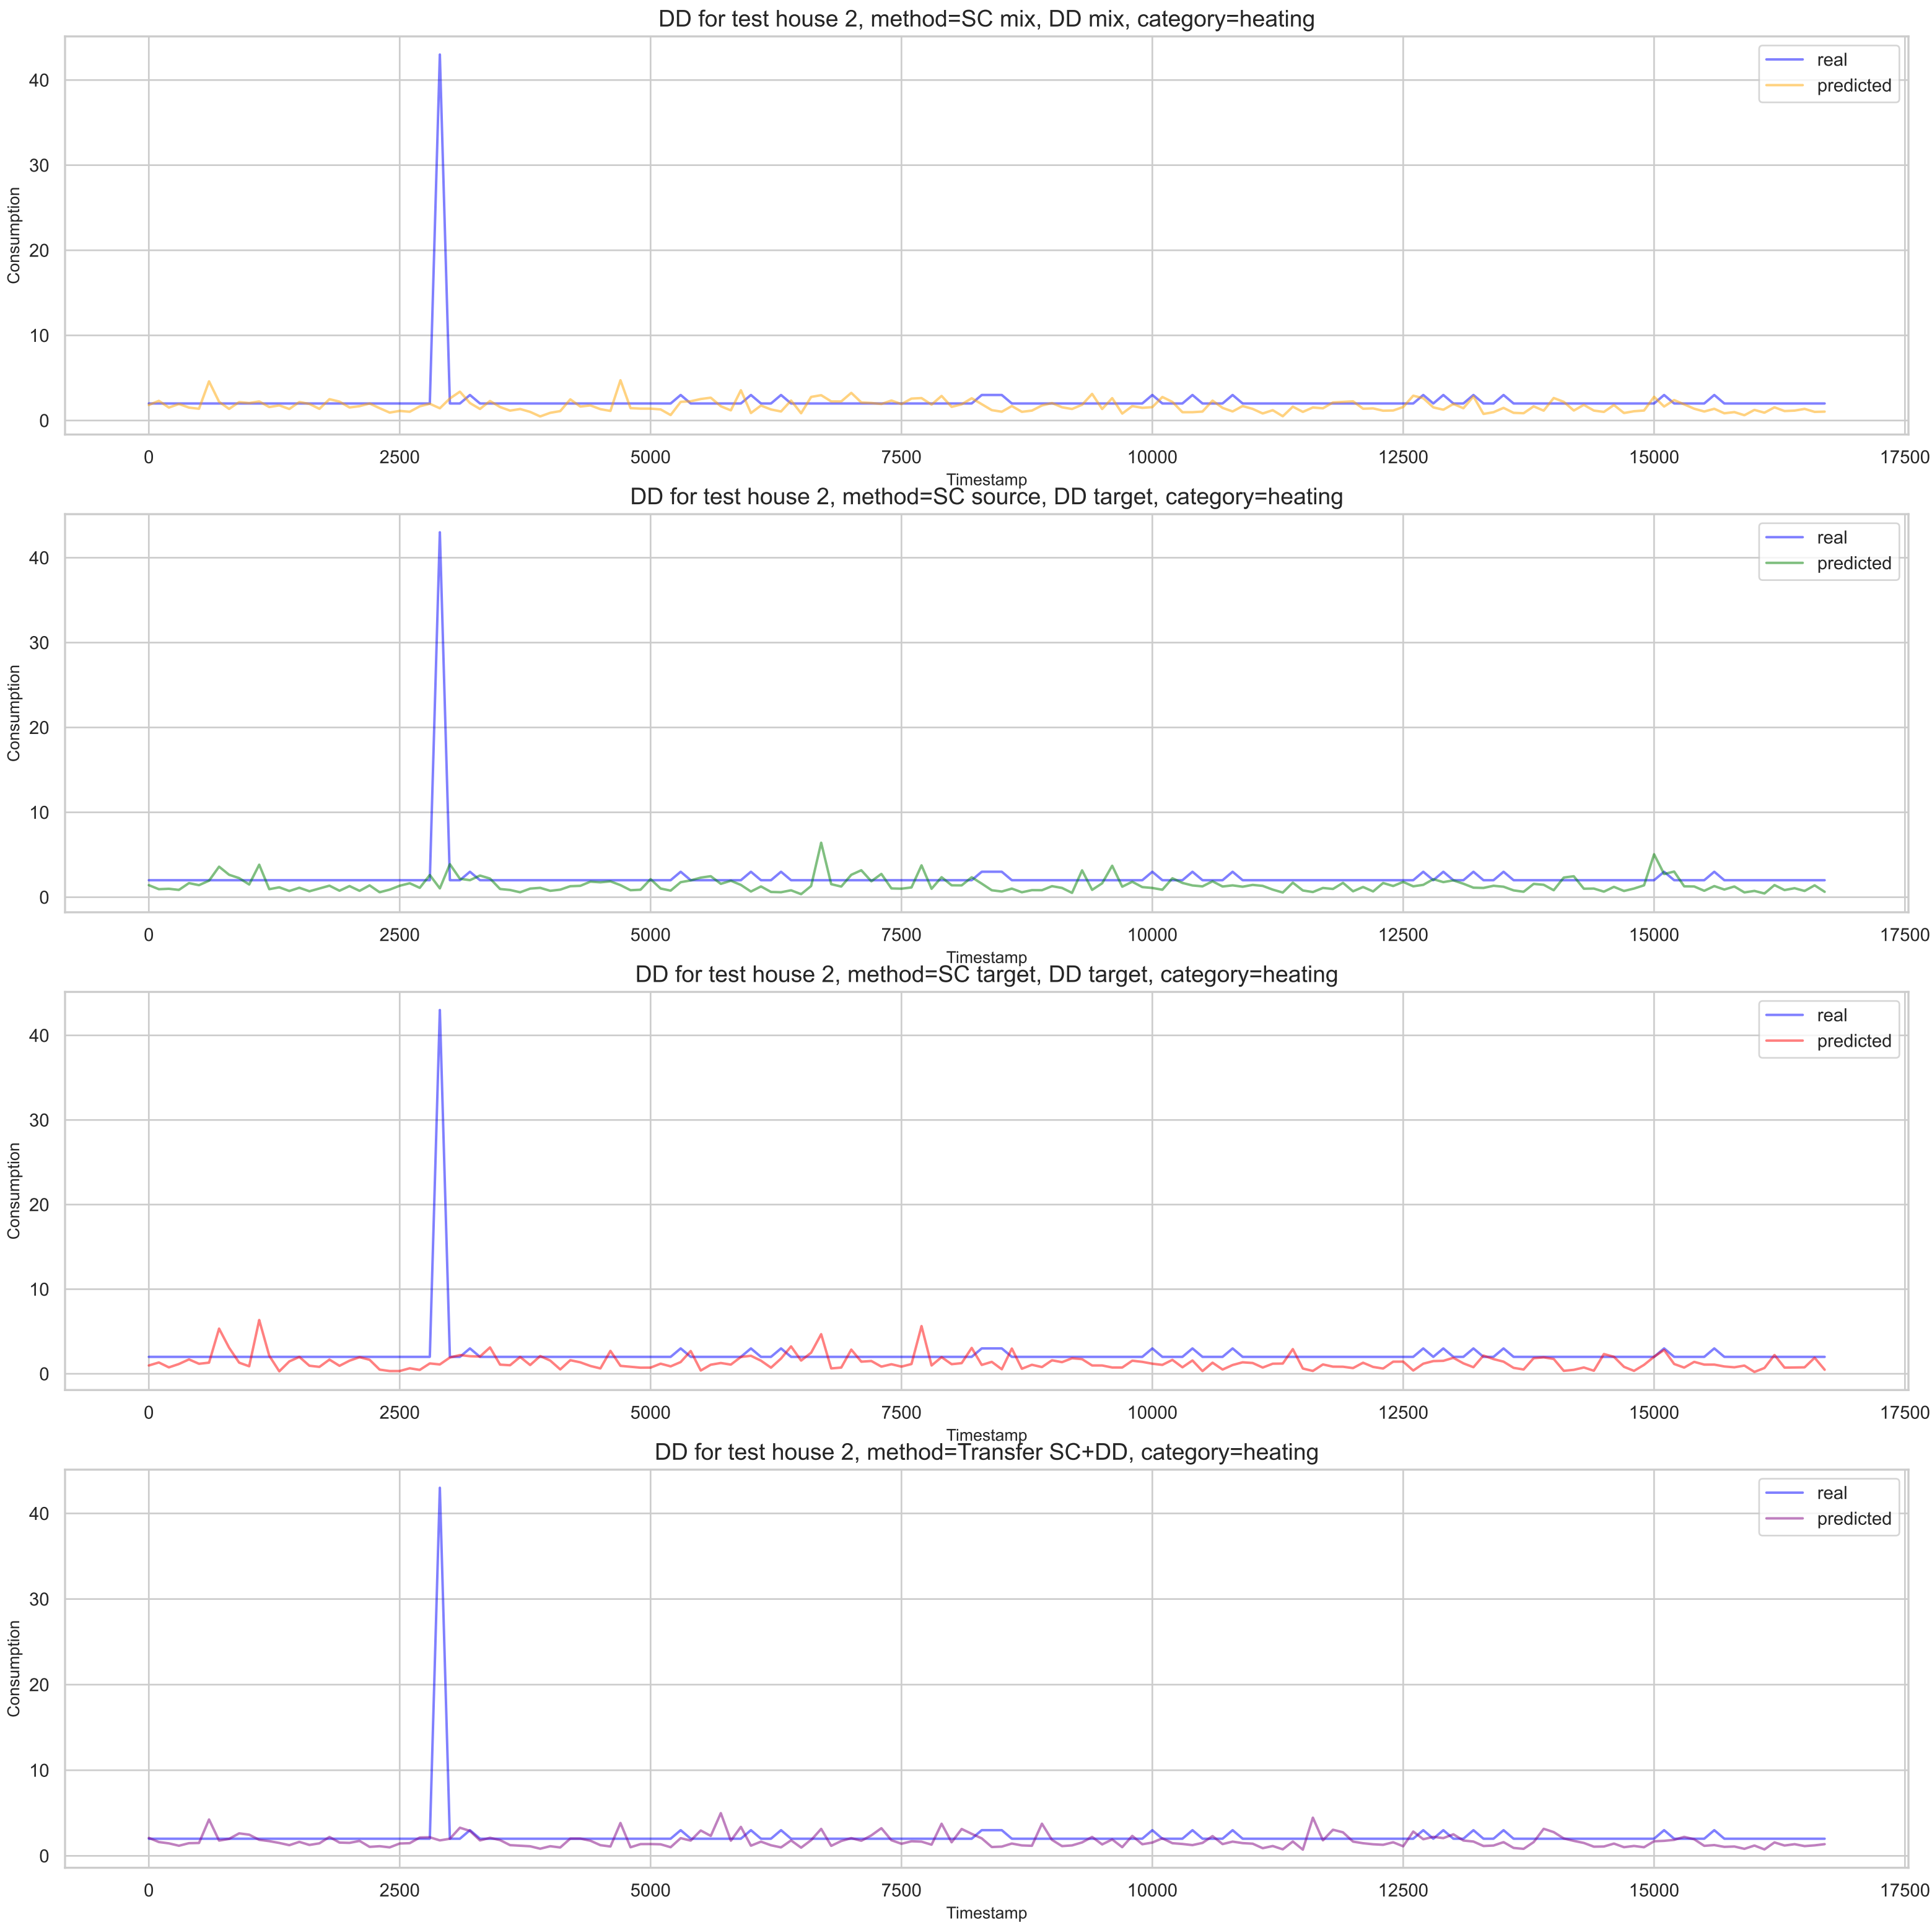 DD for test house 2, method=SC mix, DD mix, category=heating
real
predicted
40
30
20
10
0
Consumption
0 2500 5000 7500 10000 12500 15000 17500
Timestamp
DD for test house 2, method=SC source, DD target, category=heating
real
predicted
40
30
20
10
0
Consumption
0 2500 5000 7500 10000 12500 15000 17500
Timestamp
DD for test house 2, method=SC target, DD target, category=heating
real
predicted
40
30
20
10
0
Consumption
0 2500 5000 7500 10000 12500 15000 17500
Timestamp
DD for test house 2, method=Transfer SC+DD, category=heating
real
predicted
40
30
20
10
0
Consumption
0 2500 5000 7500 10000 12500 15000 17500
Timestamp